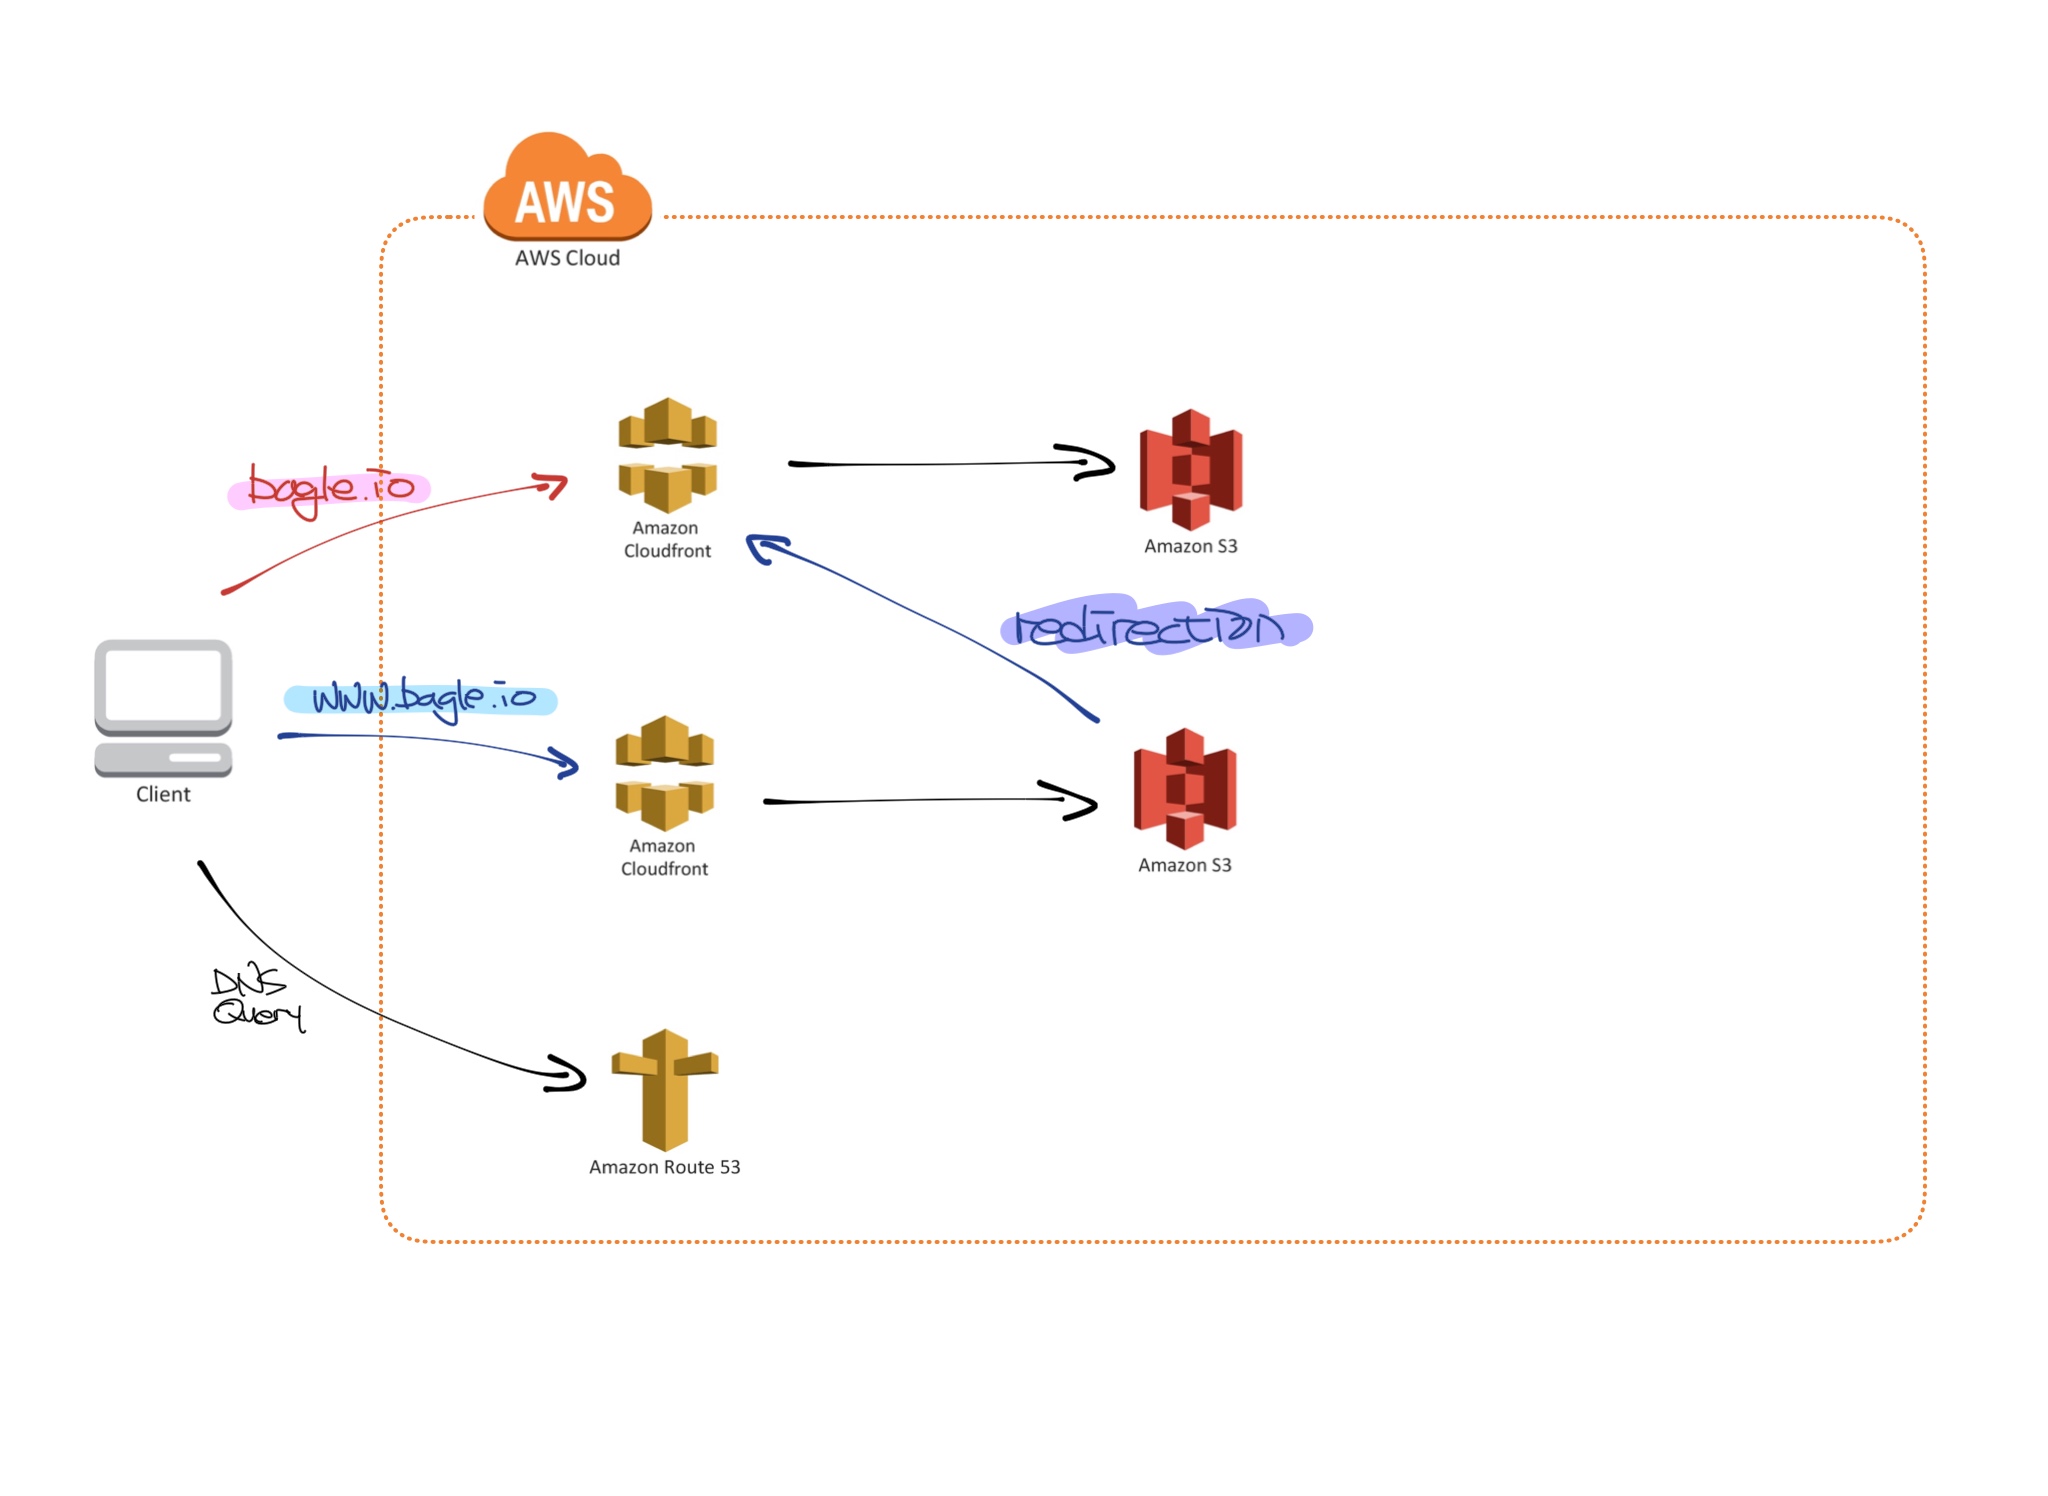 AWS
AWS Cloud
bagle.io
Amazon
Cloudfront
Amazon S3
redirection
www.bagle.io
Client
Amazon
Cloudfront
Amazon S3
DNS
Query
Amazon Route 53